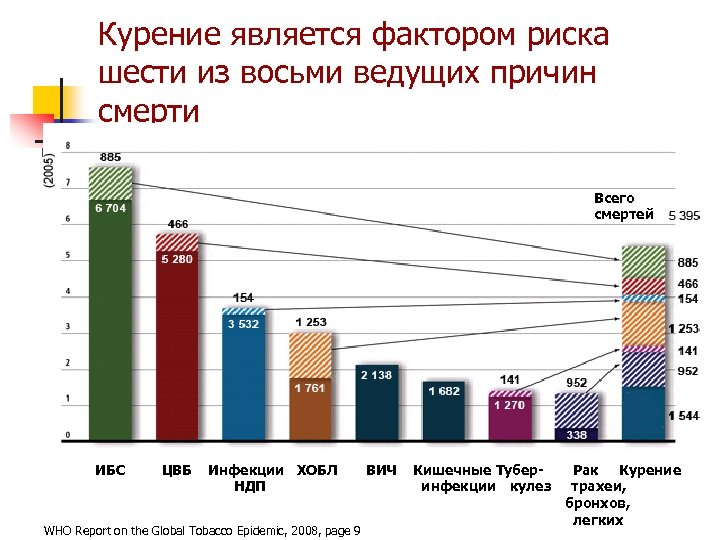 Курение является фактором риска
шести из восьми ведущих причин
смерти
(2005)
8
7
6
5
4
3
2
1
0
885
6 704
466
5 280
154
3 532
1 253
1 761
2 138
1 682
141
1 270
952
338
Всего
смертей
5 395
885
466
154
1 253
141
952
1 544
ИБС
ЦВБ
Инфекции
НДП
ХОБЛ
ВИЧ
Кишечные
инфекции
Тубер-
кулез
Рак
трахеи,
бронхов,
легких
Курение
WHO Report on the Global Tobacco Epidemic, 2008, page 9